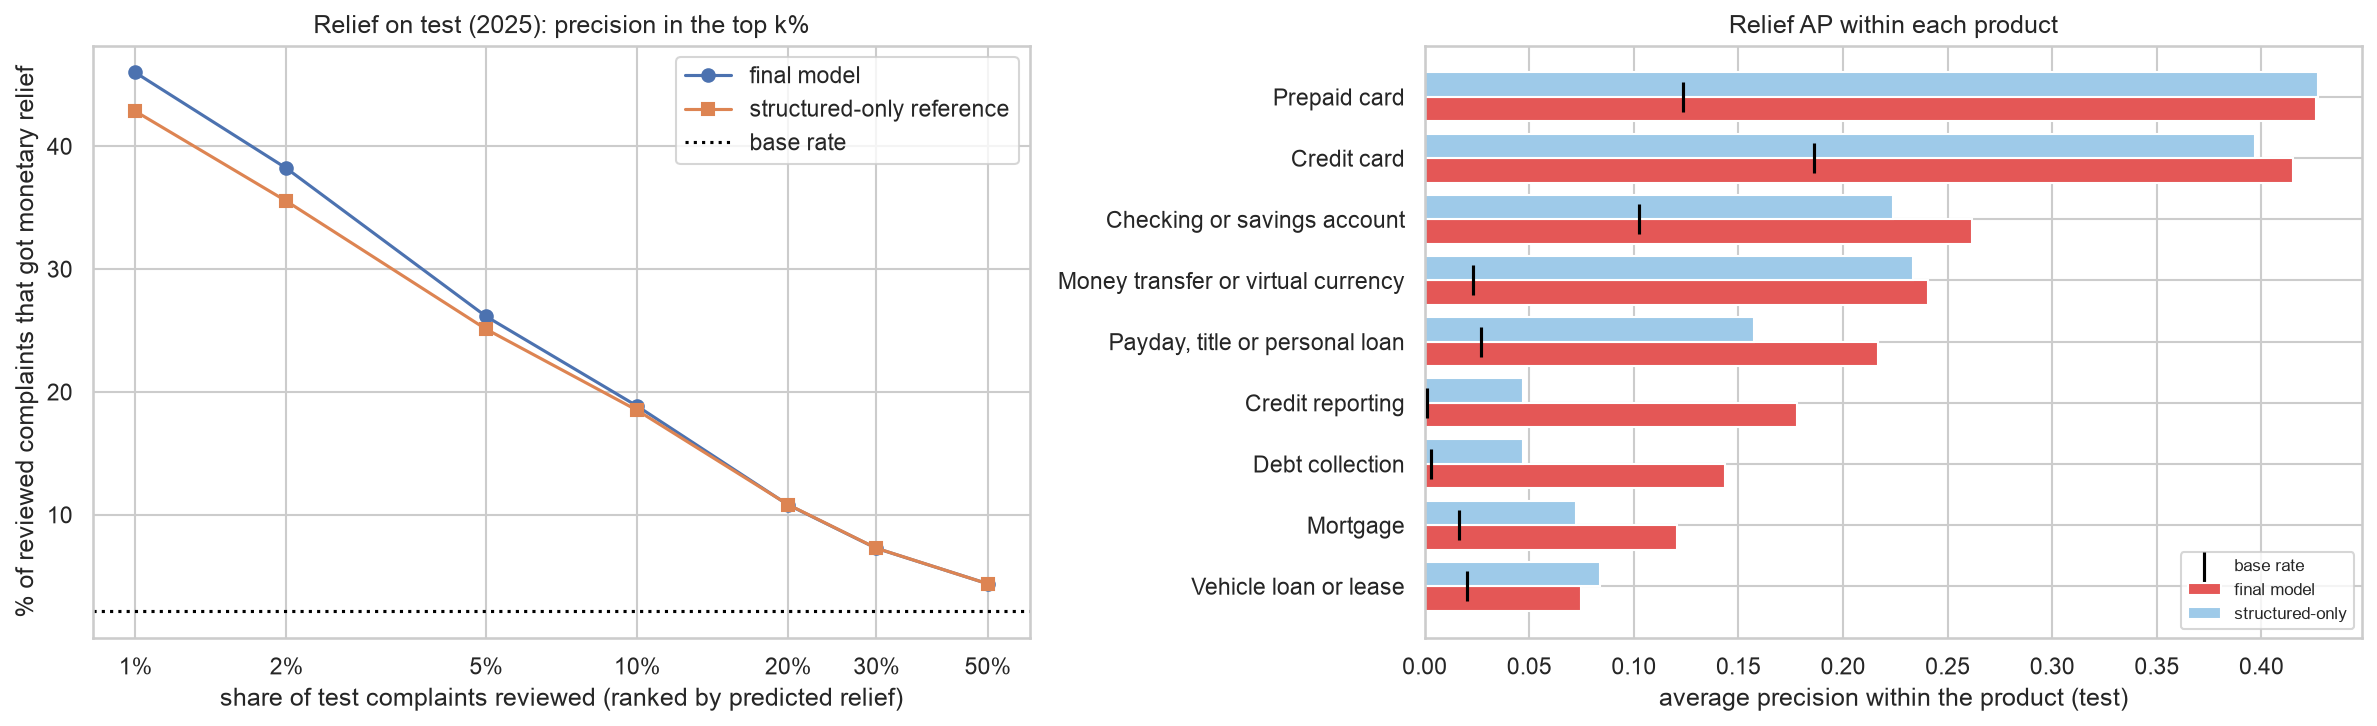 Relief on test (2025): precision in the top k%
% of reviewed complaints that got monetary relief
40
30
20
10
final model
structured-only reference
base rate
1%
2%
5%
10%
20%
30%
50%
share of test complaints reviewed (ranked by predicted relief)
Relief AP within each product
Prepaid card
Credit card
Checking or savings account
Money transfer or virtual currency
Payday, title or personal loan
Credit reporting
Debt collection
Mortgage
Vehicle loan or lease
base rate
final model
structured-only
0.00
0.05
0.10
0.15
0.20
0.25
0.30
0.35
0.40
average precision within the product (test)